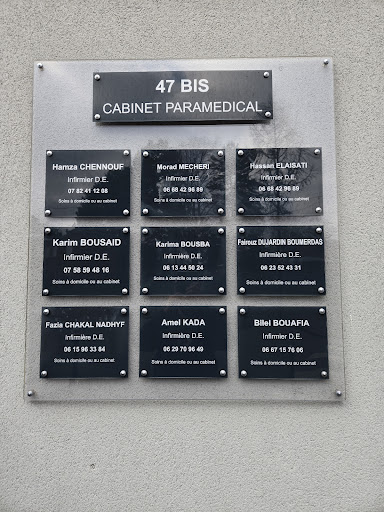 47 BIS
CABINET PARAMEDICAL
Hamza CHENNOUF
Infirmier D.E.
07 82 41 12 68
Soins à domicile ou au cabinet
Morad MECHERI
Infirmier D.E.
06 68 42 96 89
Soins à domicile ou au cabinet
Hassan ELAISATI
Infirmier D.E.
06 68 42 96 89
Soins à domicile ou au cabinet
Karim BOUSAID
Infirmier D.E.
07 58 59 48 16
Soins à domicile ou au cabinet
Karima BOUSBA
Infirmière D.E.
06 13 44 50 24
Soins à domicile ou au cabinet
Fairouz DUJARDIN BOUMERDAS
Infirmière D.E.
06 23 52 43 31
Soins à domicile ou au cabinet
Fazia CHAKAL NADHYF
Infirmière D.E.
06 15 96 33 84
Soins à domicile ou au cabinet
Amel KADA
Infirmière D.E.
06 29 70 96 49
Soins à domicile ou au cabinet
Bilel BOUAFIA
Infirmier D.E.
06 67 15 76 06
Soins à domicile ou au cabinet